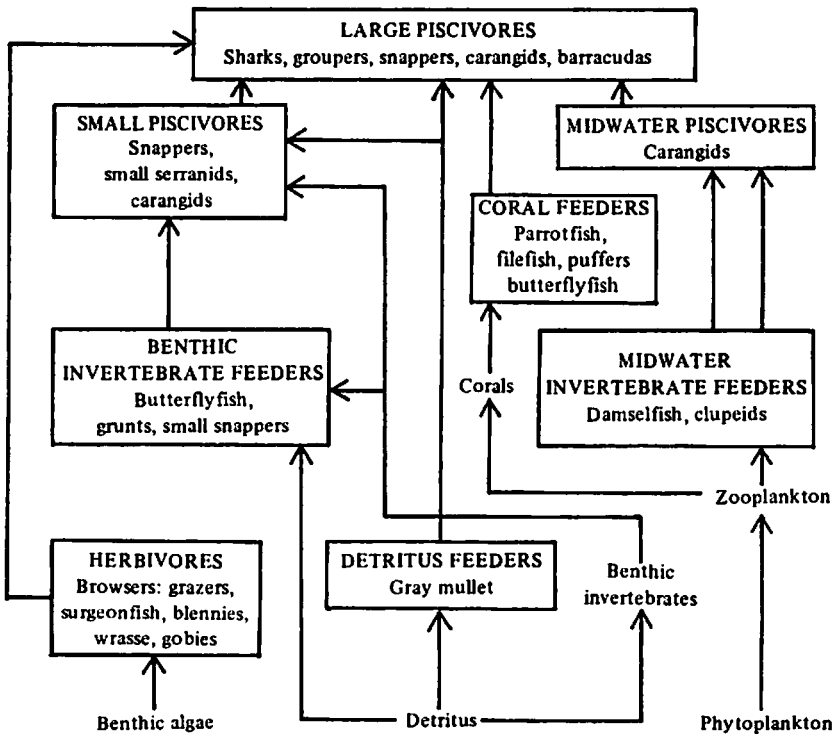 LARGE PISCIVORES
Sharks, groupers, snappers, carangids, barracudas
SMALL PISCIVORES
Snappers,
small serranids,
carangids
MIDWATER PISCIVORES
Carangids
CORAL FEEDERS
Parrotfish,
filefish, puffers
butterflyfish
BENTHIC
INVERTEBRATE FEEDERS
Butterflyfish,
grunts, small snappers
Corals
MIDWATER
INVERTEBRATE FEEDERS
Damselfish, clupeids
Zooplankton
HERBIVORES
Browsers: grazers,
surgeonfish, blennies,
wrasse, gobies
DETRITUS FEEDERS
Gray mullet
Benthic
invertebrates
Benthic algae
Detritus
Phytoplankton